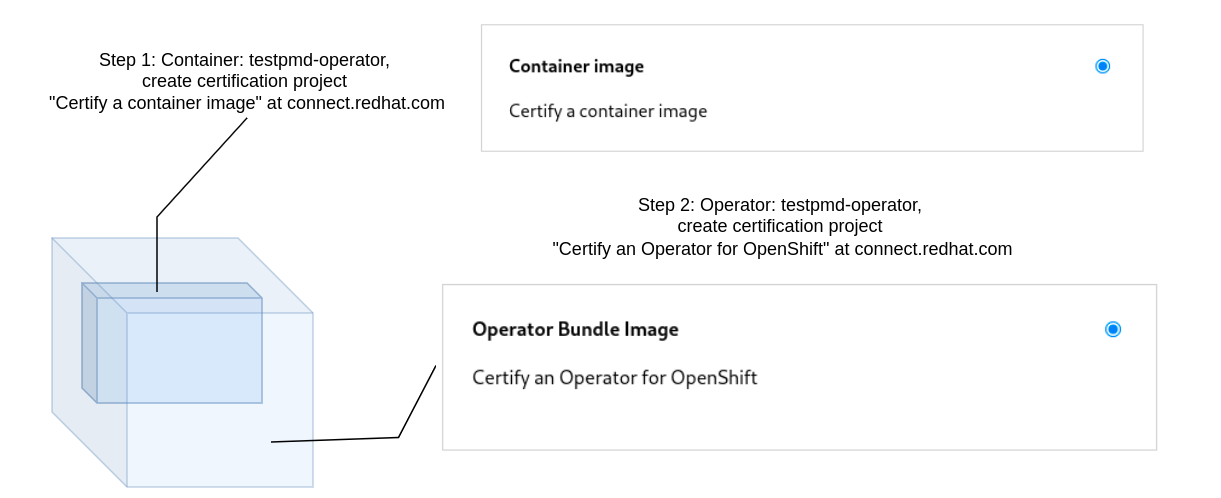 Step 1: Container: testpmd-operator,
create certification project
"Certify a container image" at connect.redhat.com
Container image
Certify a container image
Step 2: Operator: testpmd-operator,
create certification project
"Certify an Operator for OpenShift" at connect.redhat.com
Operator Bundle Image
Certify an Operator for OpenShift